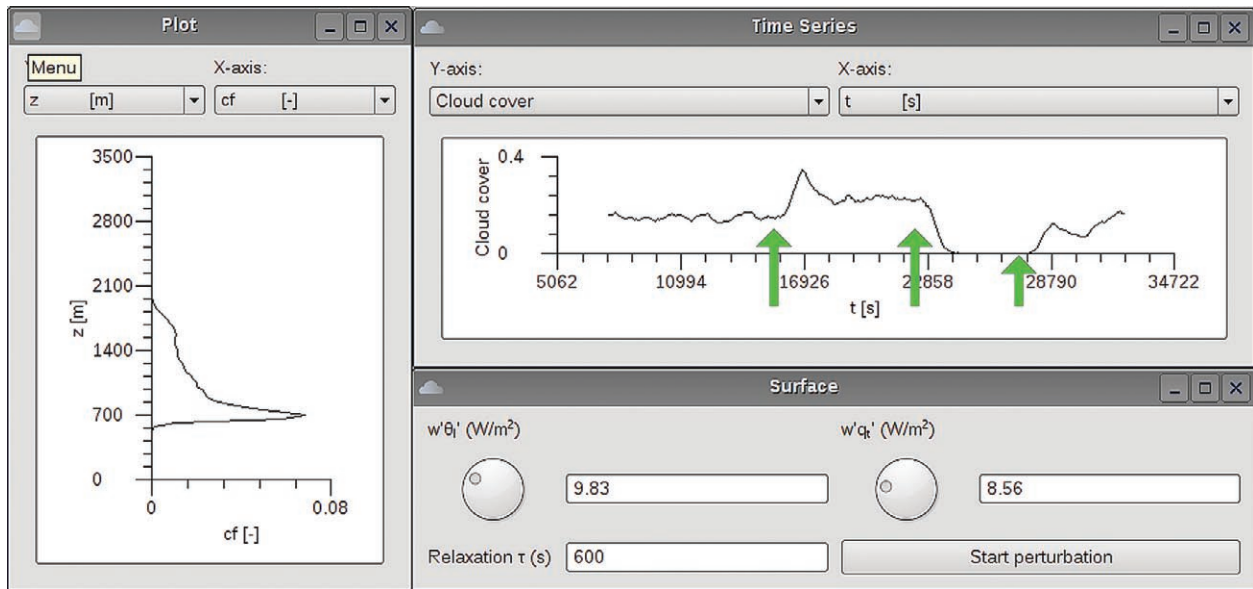 Plot
Menu
X-axis:
z [m]
cf [-]
3500
2800
2100
1400
700
0
z [m]
0
0.08
cf [-]
Time Series
Y-axis:
X-axis:
Cloud cover
t [s]
0.4
0
Cloud cover
5062
10994
16926
22858
28790
34722
t [s]
Surface
w'θₗ' (W/m²)
w'qₜ' (W/m²)
9.83
8.56
Relaxation τ (s)
600
Start perturbation